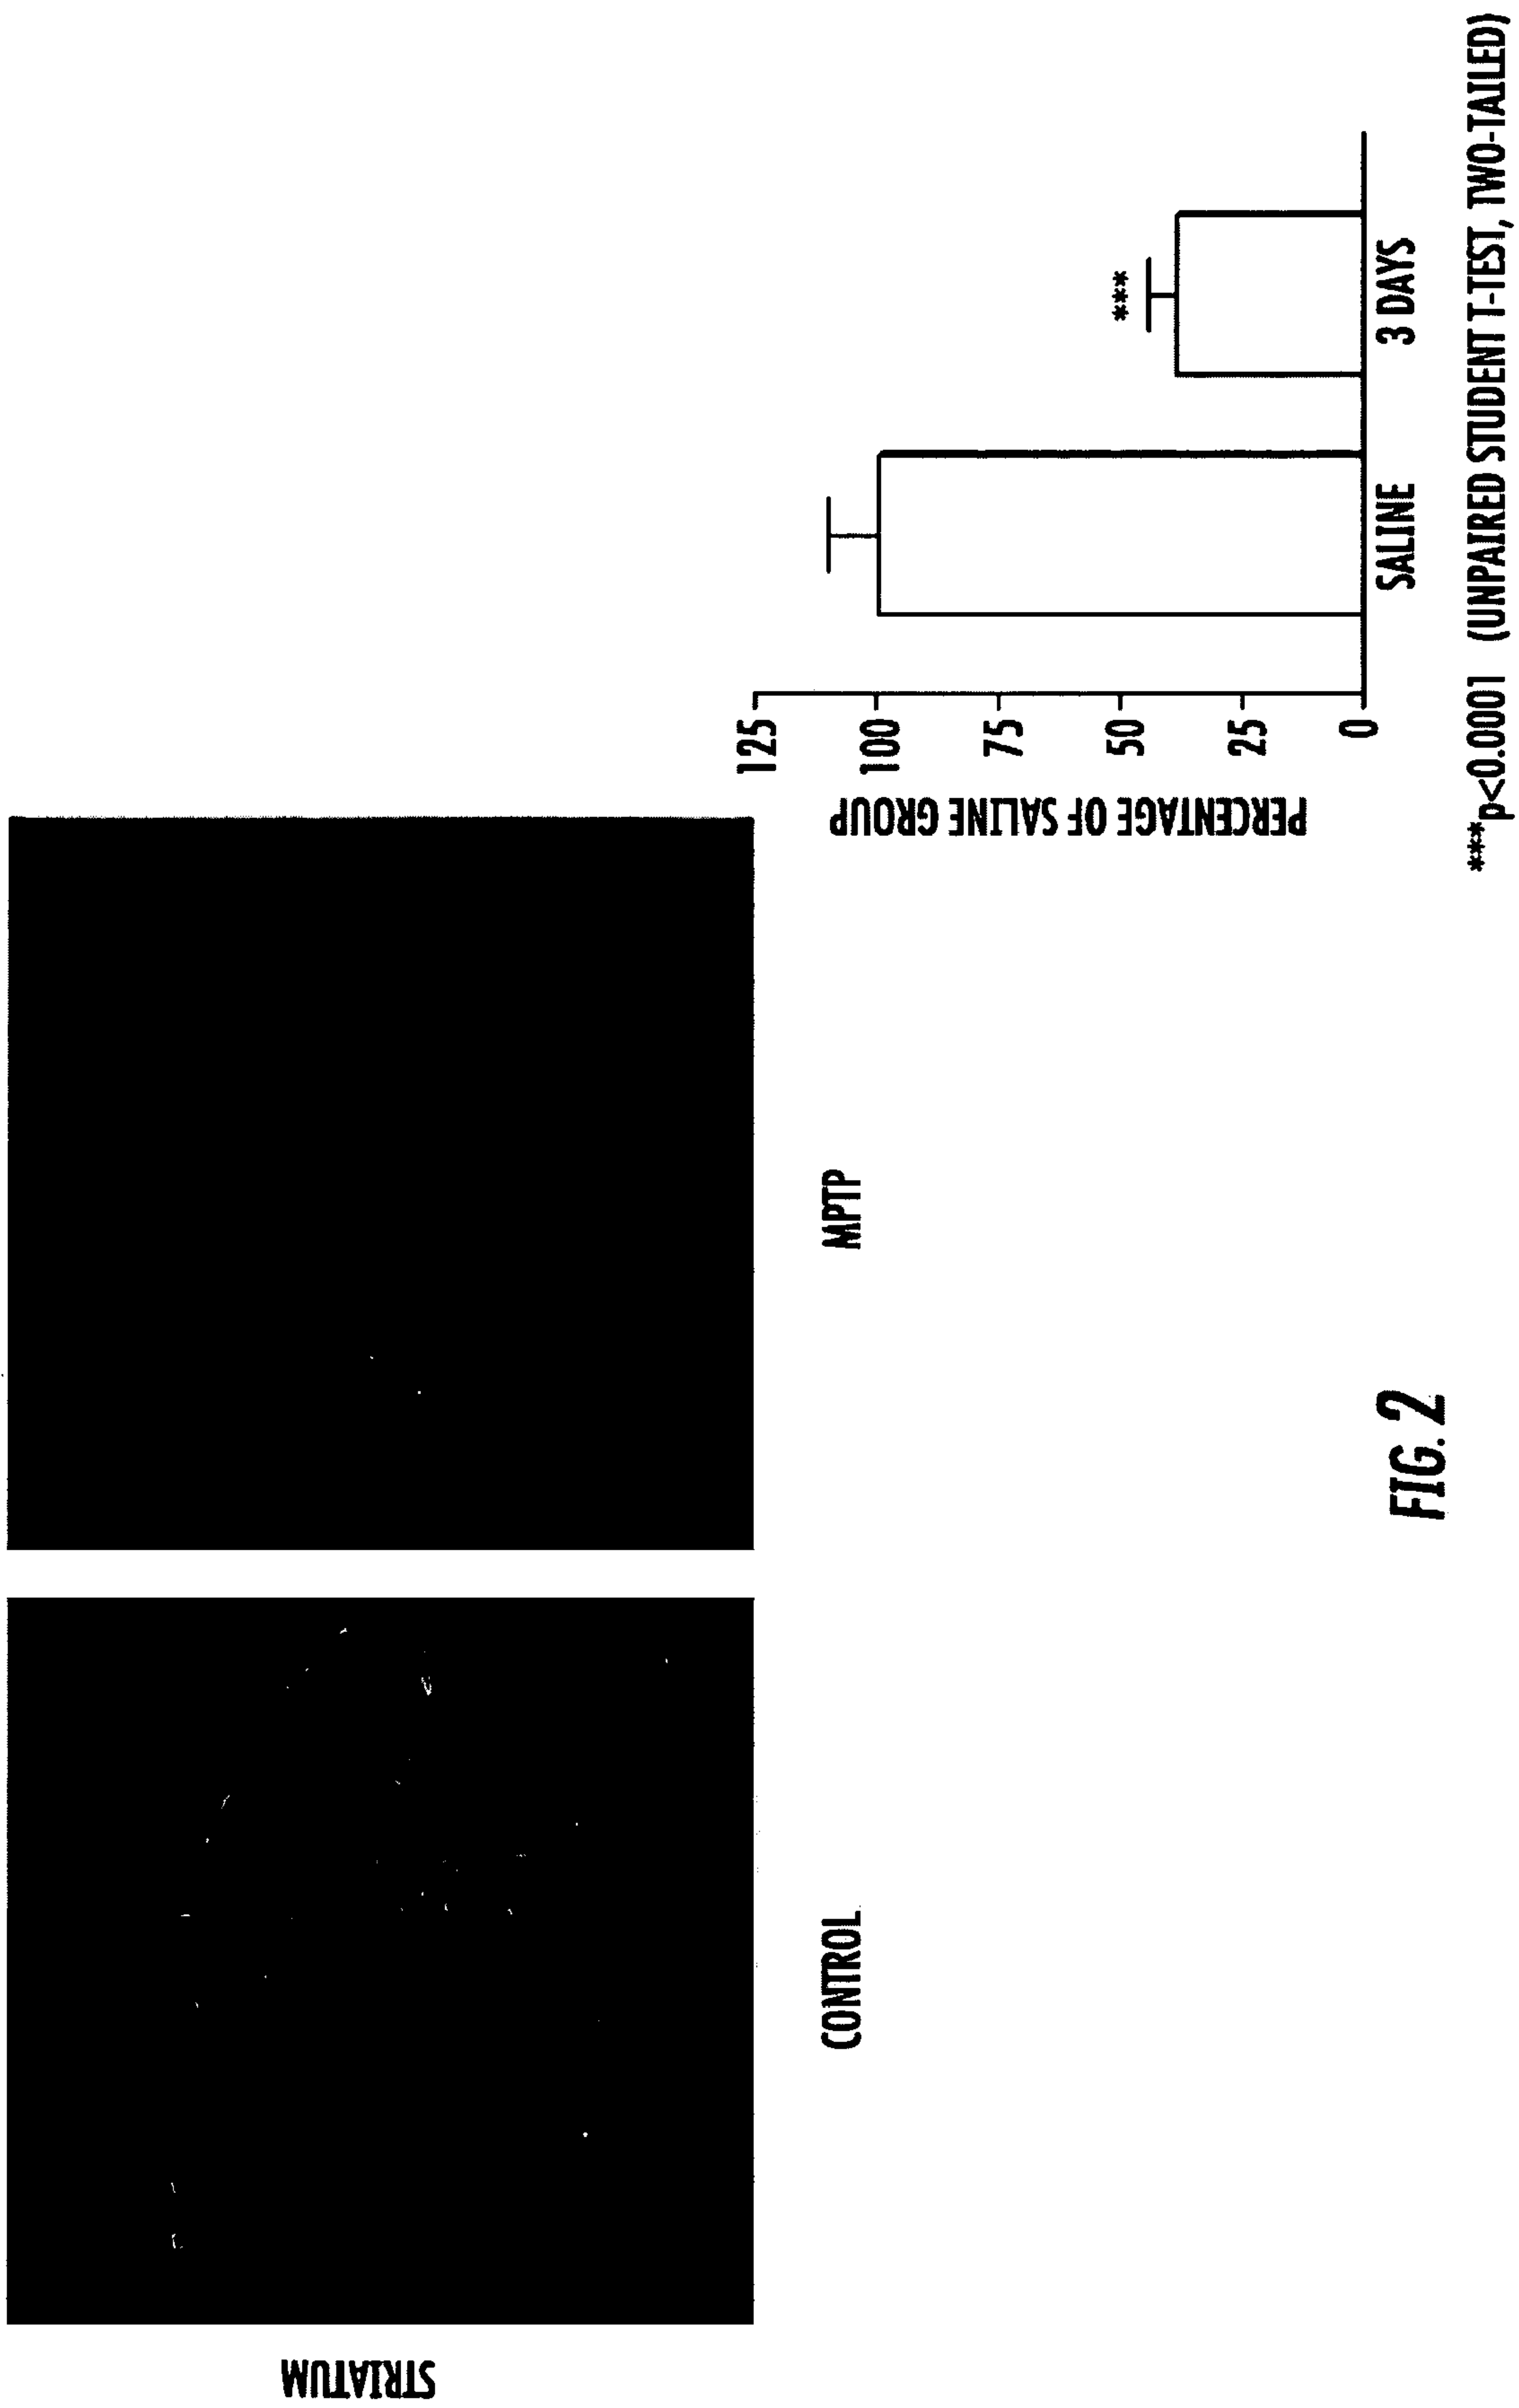 STRIATUM
CONTROL
MPTP
PERCENTAGE OF SALINE GROUP
125
100
75
50
25
0
***
SALINE
3 DAYS
***p<0.0001 (UNPAIRED STUDENT T-TEST, TWO-TAILED)
FIG. 2